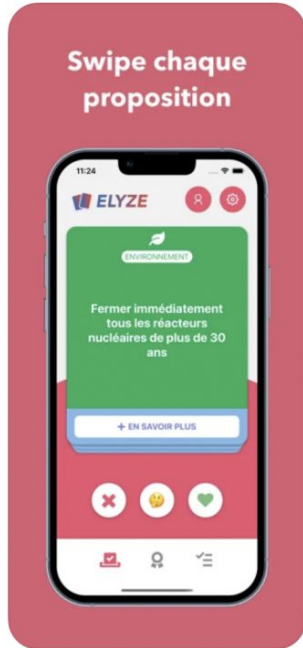 Swipe chaque
proposition
11:24
ELYZE
ENVIRONNEMENT
Fermer immédiatement
tous les réacteurs
nucléaires de plus de 30
ans
+ EN SAVOIR PLUS